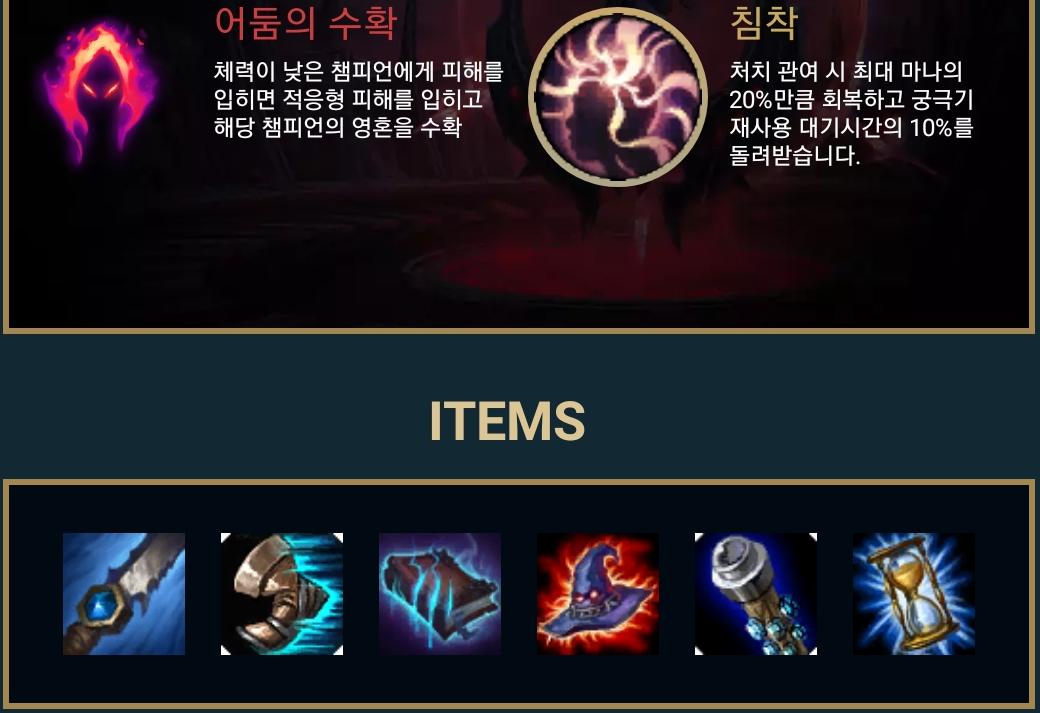 어둠의 수확
체력이 낮은 챔피언에게 피해를
입히면 적응형 피해를 입히고
해당 챔피언의 영혼을 수확
침착
처치 관여 시 최대 마나의
20%만큼 회복하고 궁극기
재사용 대기시간의 10%를
돌려받습니다.
ITEMS